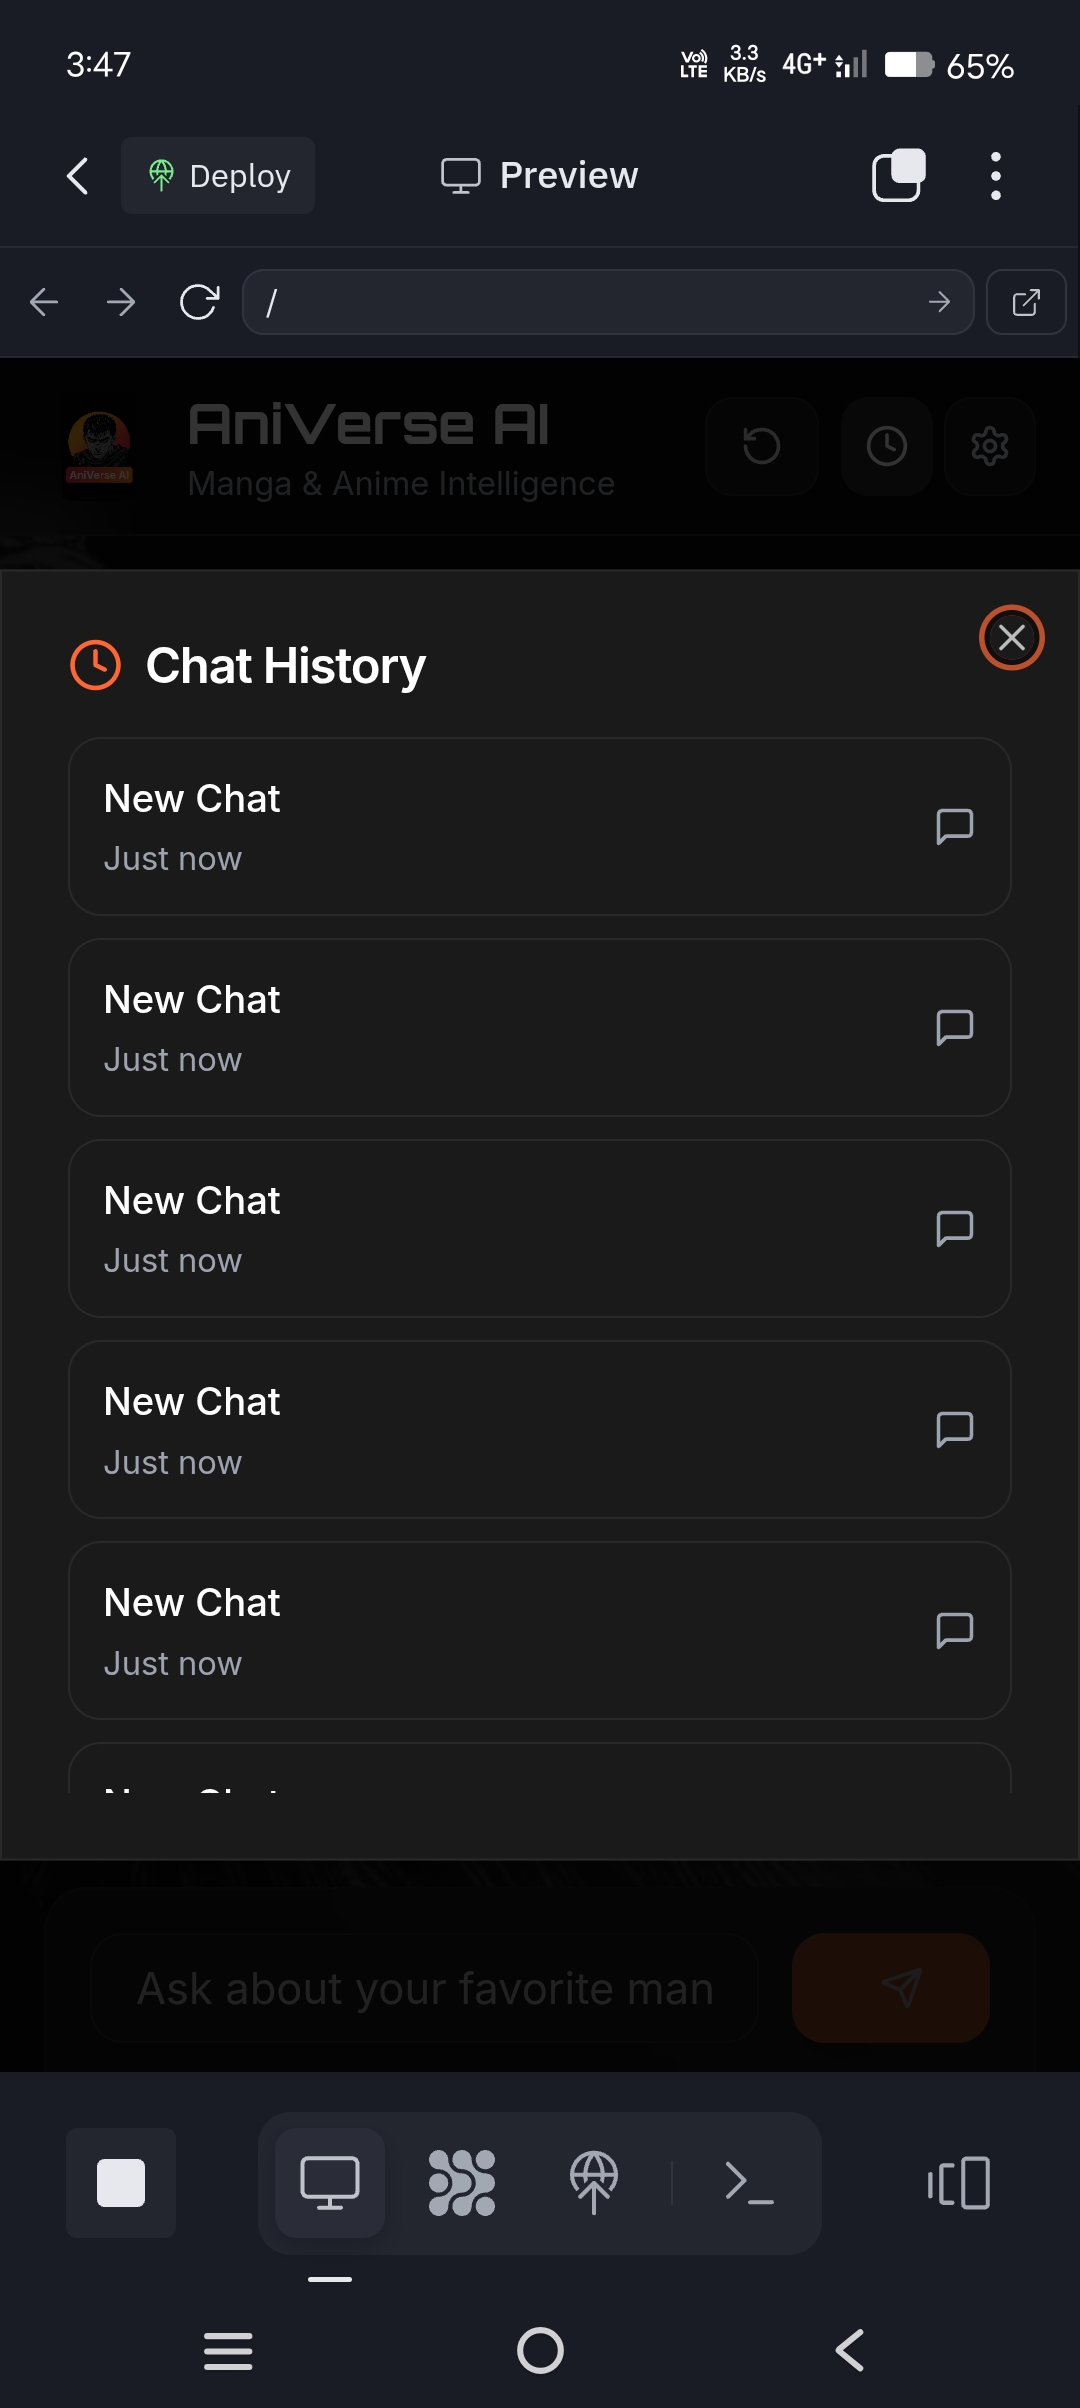 3:47
Vo))
LTE
3.3
KB/s
4G+
65%
Deploy
Preview
/
AniVerse AI
AniVerse AI
Manga & Anime Intelligence
Chat History
New Chat
Just now
New Chat
Just now
New Chat
Just now
New Chat
Just now
New Chat
Just now
New Chat
Ask about your favorite man